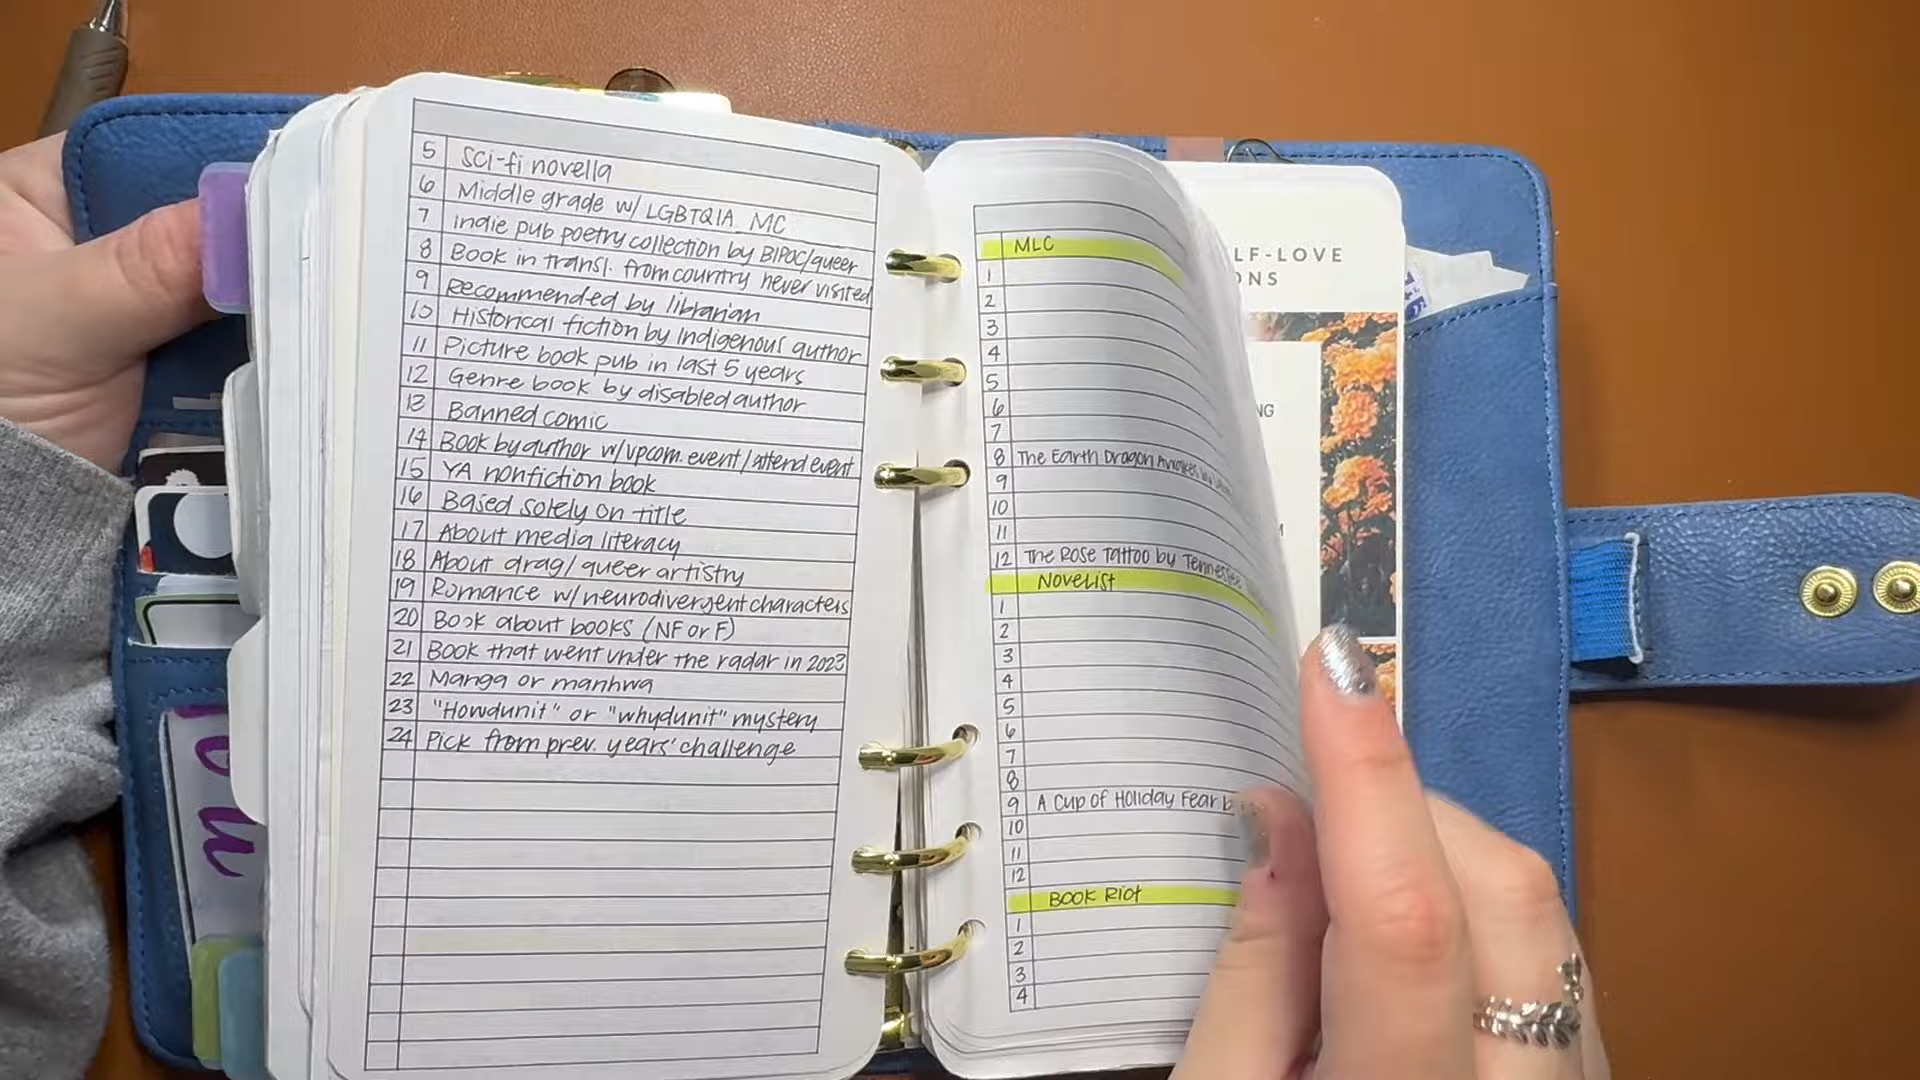 5 Sci-fi novella
6 Middle grade w/ LGBTQIA MC
7 indie pub poetry collection by BIPOC/queer
8 Book in transl. from country never visited
9 Recommended by librarian
10 Historical fiction by Indigenous author
11 Picture book pub in last 5 years
12 Genre book by disabled author
13 Banned comic
14 Book by author w/upcom. event/attend event
15 YA nonfiction book
16 Based solely on title
17 About media literacy
18 About drag/queer artistry
19 Romance w/neurodivergent characters
20 Book about books (NF or F)
21 Book that went under the radar in 2023
22 Manga or manhwa
23 "Howdunit" or "whydunit" mystery
24 Pick from prev. years' challenge
MLC
1
2
3
4
5
6
7
8 The Earth Dragon Awakes by
9
10
11
12 The Rose Tattoo by Tennessee
NoveList
1
2
3
4
5
6
7
8
9 A Cup of Holiday Fear
10
11
12
BOOK RIOT
1
2
3
4
LF-LOVE
ONS
NG
ou